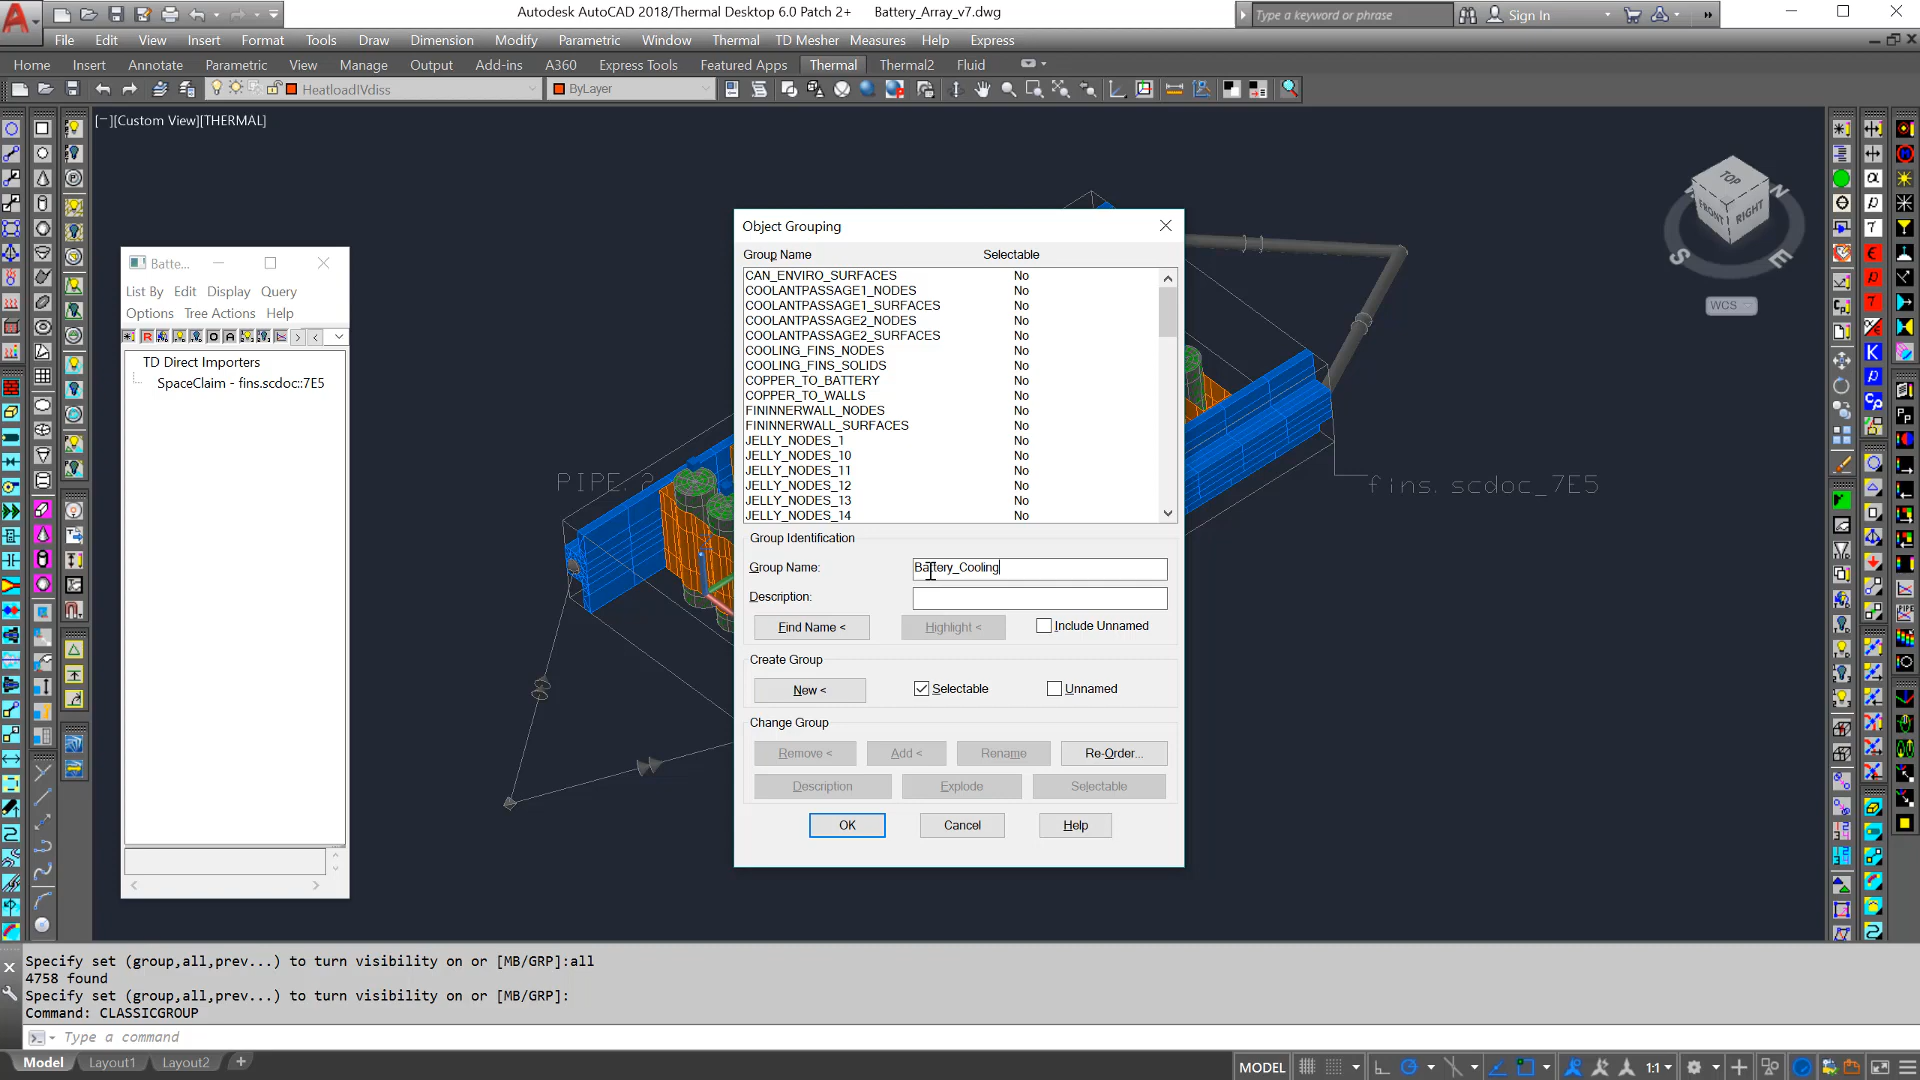 Autodesk AutoCAD 2018/Thermal Desktop 6.0 Patch 2+ Battery_Array_v7.dwg
Type a keyword or phrase
Sign In
File Edit View Insert Format Tools Draw Dimension Modify Parametric Window Thermal TD Mesher Measures Help Express
Home Insert Annotate Parametric View Manage Output Add-ins A360 Express Tools Featured Apps Thermal Thermal2 Fluid
HeatloadIVdiss
ByLayer
[−][Custom View][THERMAL]
TOP
FRONT
RIGHT
N
S
E
WCS
Batte...
List By Edit Display Query
Options Tree Actions Help
TD Direct Importers
SpaceClaim - fins.scdoc::7E5
PIPE. 2
fins. scdoc_7E5
Object Grouping
Group Name Selectable
CAN_ENVIRO_SURFACES No
COOLANTPASSAGE1_NODES No
COOLANTPASSAGE1_SURFACES No
COOLANTPASSAGE2_NODES No
COOLANTPASSAGE2_SURFACES No
COOLING_FINS_NODES No
COOLING_FINS_SOLIDS No
COPPER_TO_BATTERY No
COPPER_TO_WALLS No
FININNERWALL_NODES No
FININNERWALL_SURFACES No
JELLY_NODES_1 No
JELLY_NODES_10 No
JELLY_NODES_11 No
JELLY_NODES_12 No
JELLY_NODES_13 No
JELLY_NODES_14 No
Group Identification
Group Name: Battery_Cooling
Description:
Find Name < Highlight < Include Unnamed
Create Group
New < Selectable Unnamed
Change Group
Remove < Add < Rename Re-Order...
Description Explode Selectable
OK Cancel Help
Specify set (group,all,prev...) to turn visibility on or [MB/GRP]:all
4758 found
Specify set (group,all,prev...) to turn visibility on or [MB/GRP]:
Command: CLASSICGROUP
Type a command
Model Layout1 Layout2 +
MODEL
1:1